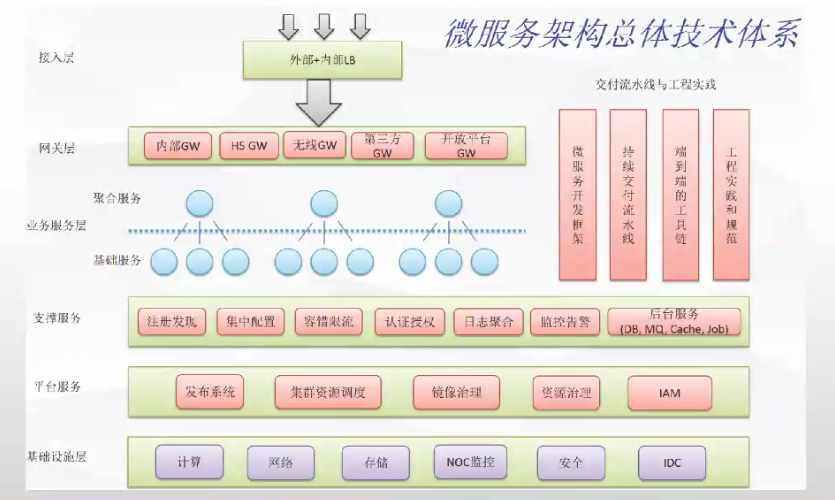 微服务架构总体技术体系
接入层
外部+内部LB
交付流水线与工程实践
网关层
内部GW
H5 GW
无线GW
第三方
GW
开放平台
GW
微服务开发框架
持续交付流水线
端到端的工具链
工程实践和规范
聚合服务
业务服务层
基础服务
支撑服务
注册发现
集中配置
容错限流
认证授权
日志聚合
监控告警
后台服务
(DB, MQ, Cache, Job)
平台服务
发布系统
集群资源调度
镜像治理
资源治理
IAM
基础设施层
计算
网络
存储
NOC监控
安全
IDC